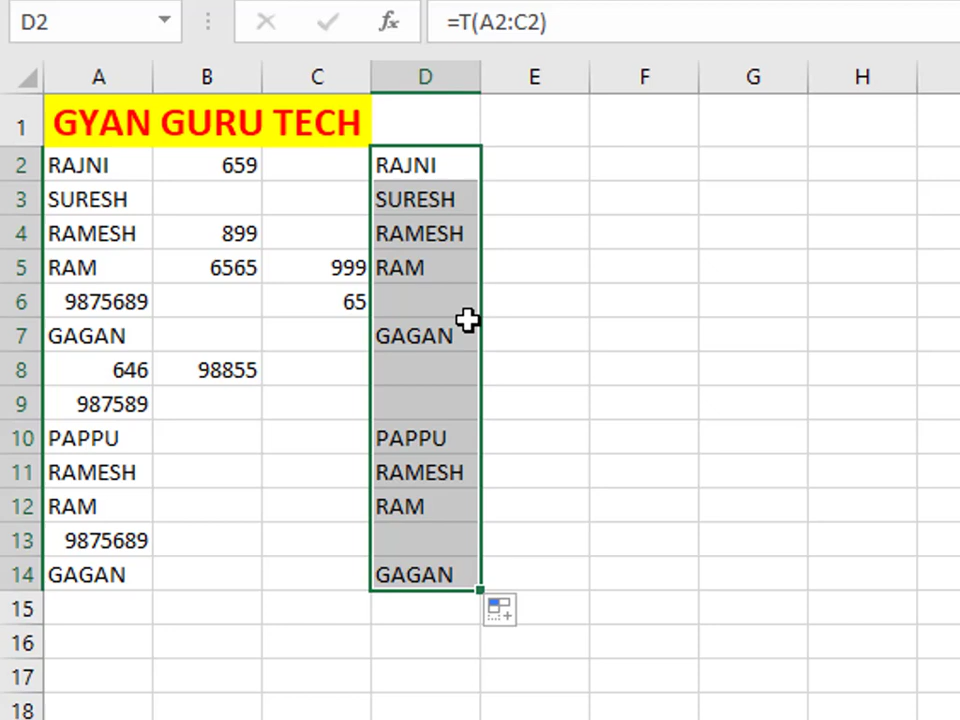 D2 fx =T(A2:C2)
A B C D E F G H
1 GYAN GURU TECH
2 RAJNI 659 RAJNI
3 SURESH SURESH
4 RAMESH 899 RAMESH
5 RAM 6565 999 RAM
6 9875689 65
7 GAGAN GAGAN
8 646 98855
9 987589
10 PAPPU PAPPU
11 RAMESH RAMESH
12 RAM RAM
13 9875689
14 GAGAN GAGAN
15
16
17
18